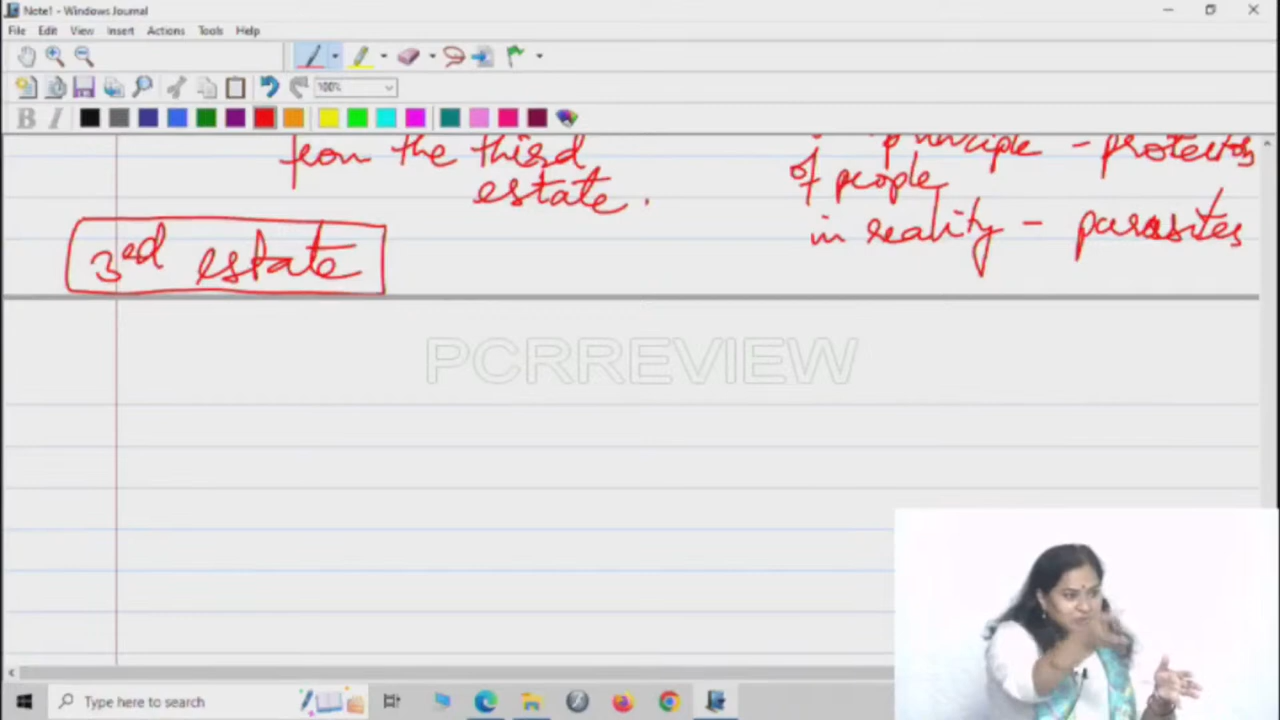 Note1 - Windows Journal
File Edit View Insert Actions Tools Help
100%
B I
from the third
estate.
principle - protectors
of people
in reality - parasites
3rd estate
PCRREVIEW
Type here to search